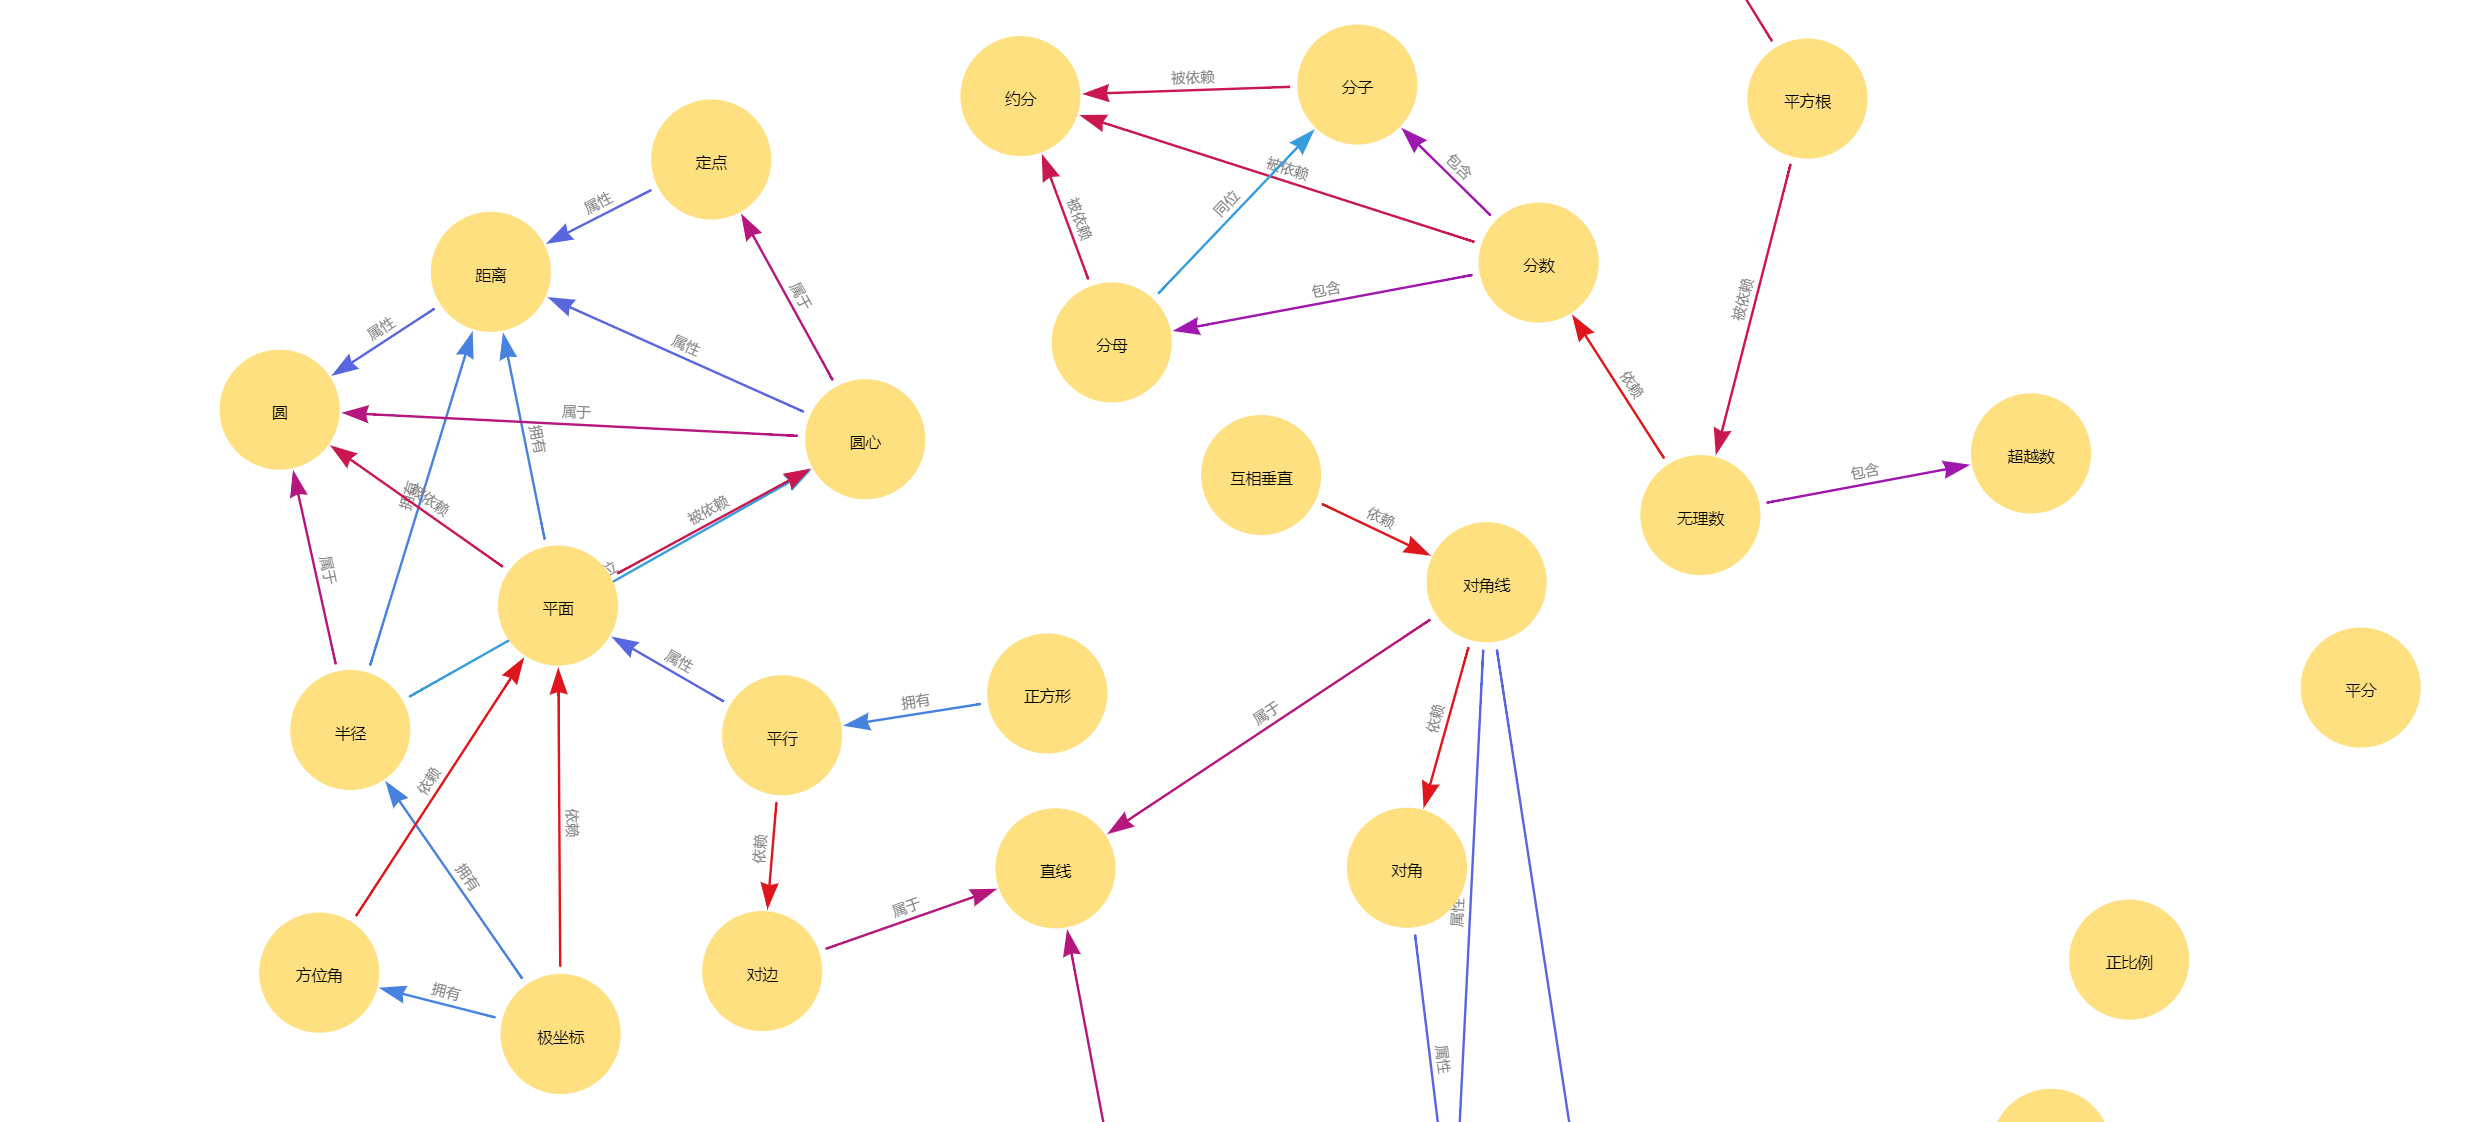 分子
被依赖
约分
平方根
定点
被依赖
包含
属性
同位
被依赖
分数
距离
属于
包含
被依赖
属性
分母
属性
依赖
圆
属于
拥有
圆心
超越数
包含
互相垂直
被依赖
被依赖
依赖
无理数
属于
对角线
平面
属性
平分
拥有
正方形
属于
依赖
半径
平行
依赖
依赖
依赖
拥有
直线
对角
属于
属性
方位角
拥有
对边
正比例
极坐标
属性